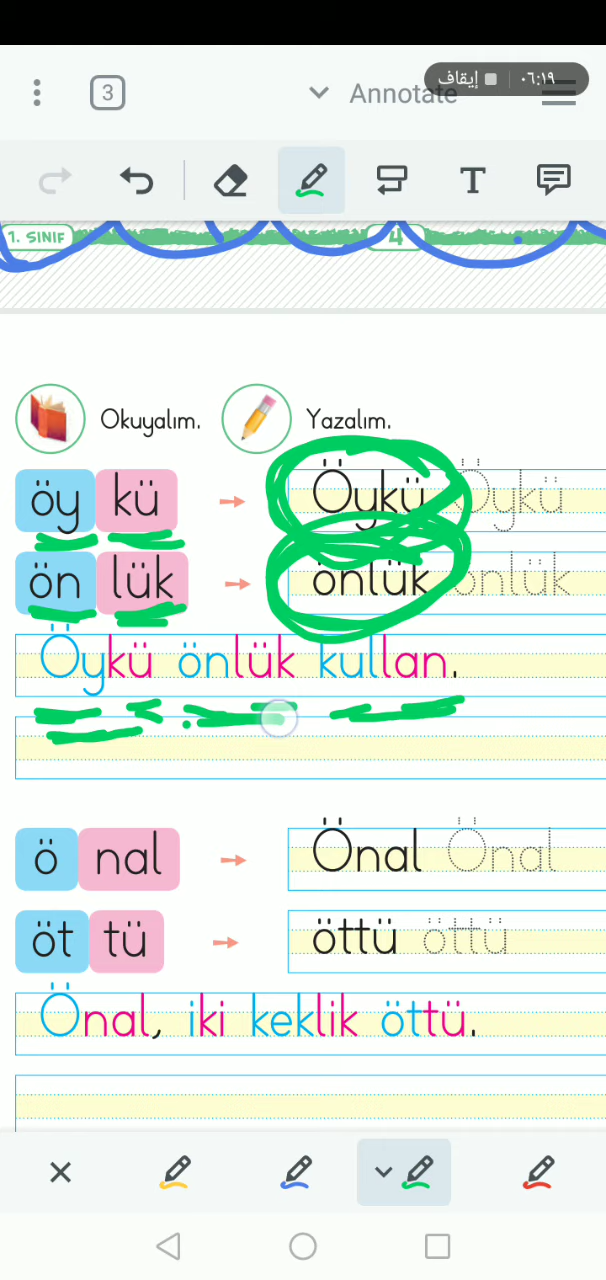 إيقاف ٠٦:١٩
3 Annotate
T
1. SINIF 4
Okuyalım. Yazalım.
öy kü Öykü Öykü
ön lük önlük önlük
Öykü önlük kullan.
ö nal Önal Önal
öt tü öttü öttü
Önal, iki keklik öttü.